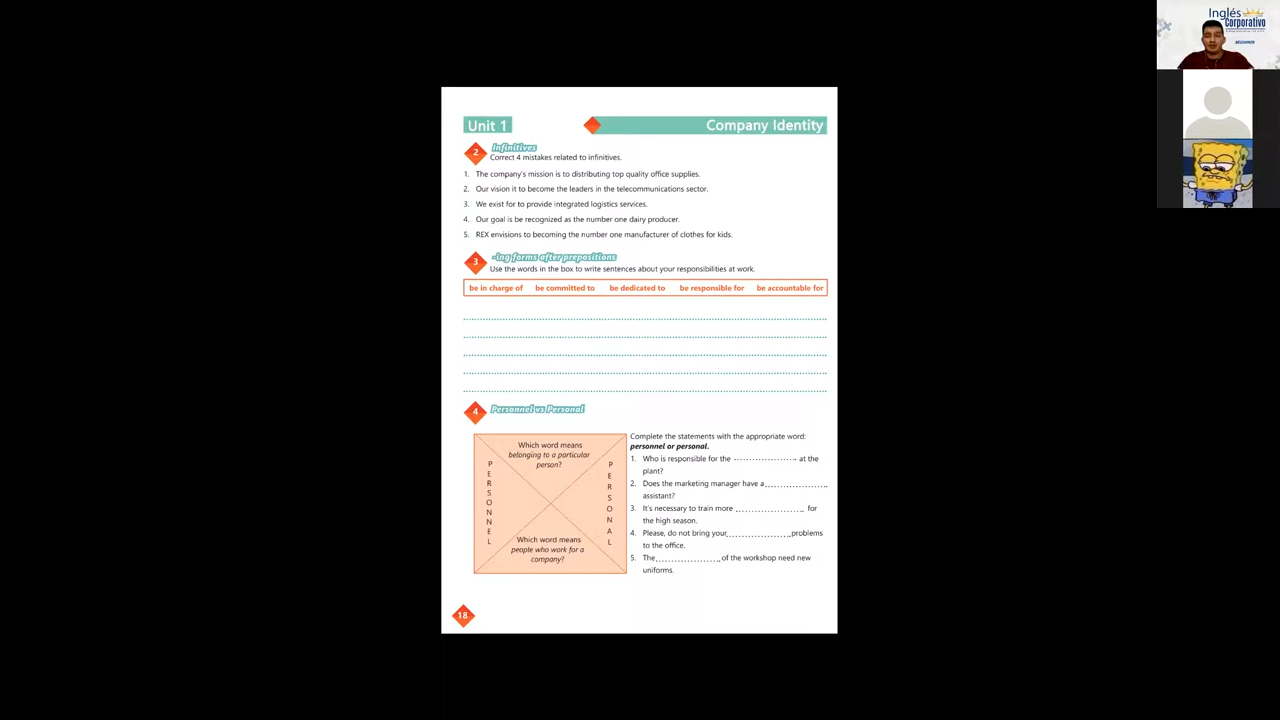 Inglés
Corporativo
BEGINNER
Unit 1
Company Identity
2
Infinitives
Correct 4 mistakes related to infinitives.
1. The company's mission is to distributing top quality office supplies.
2. Our vision it to become the leaders in the telecommunications sector.
3. We exist for to provide integrated logistics services.
4. Our goal is be recognized as the number one dairy producer.
5. REX envisions to becoming the number one manufacturer of clothes for kids.
3
-ing forms after prepositions
Use the words in the box to write sentences about your responsibilities at work.
be in charge of be committed to be dedicated to be responsible for be accountable for
4
Personnel vs Personal
Which word means
belonging to a particular
person?
PERSONNEL
PERSONAL
Which word means
people who work for a
company?
Complete the statements with the appropriate word:
personnel or personal.
1. Who is responsible for the ..................... at the
plant?
2. Does the marketing manager have a.....................
assistant?
3. It's necessary to train more ..................... for
the high season.
4. Please, do not bring your.....................problems
to the office.
5. The.....................of the workshop need new
uniforms.
18